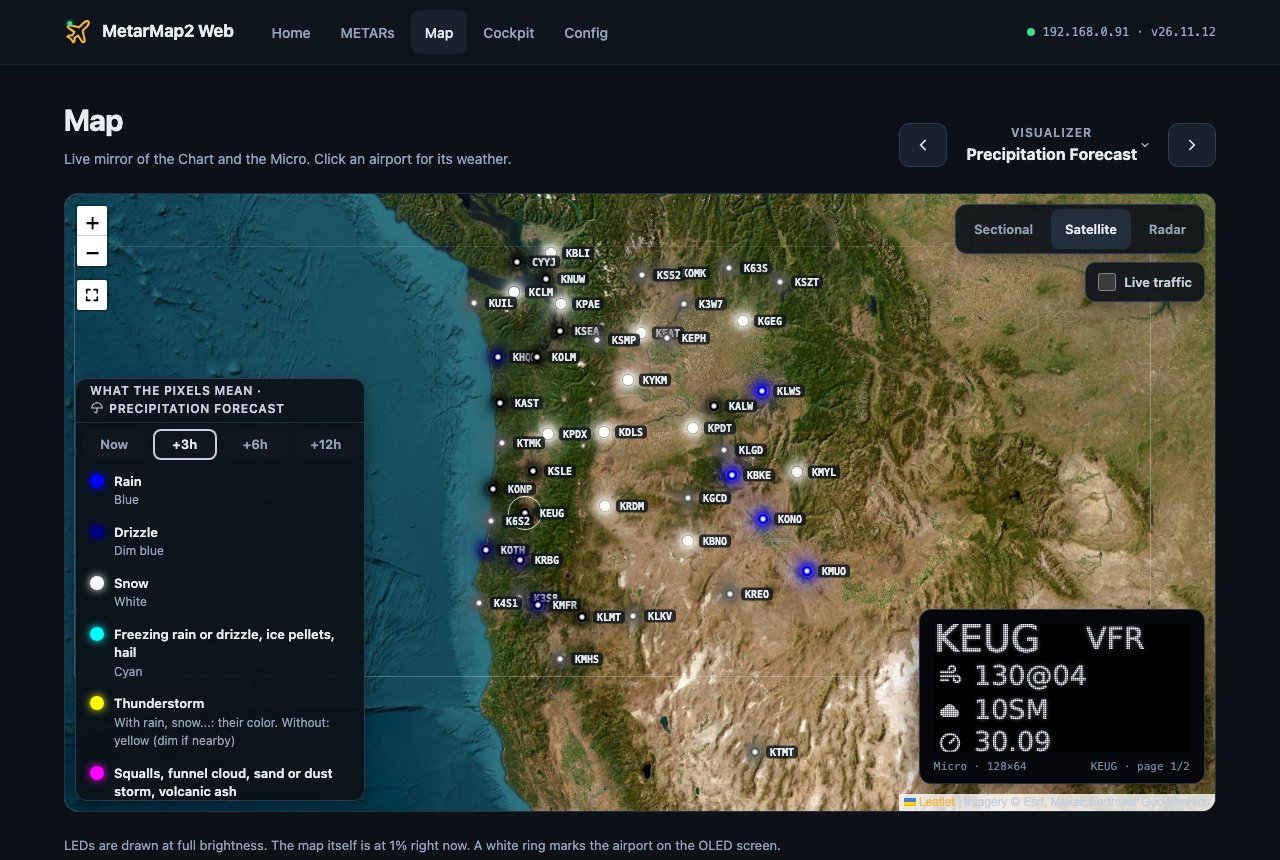 MetarMap2 Web
Home
METARs
Map
Cockpit
Config
192.168.0.91 · v26.11.12
Map
Live mirror of the Chart and the Micro. Click an airport for its weather.
VISUALIZER
Precipitation Forecast
+
−
Sectional
Satellite
Radar
Live traffic
KBLI
CYYJ
KNUW
KS52
KOMK
K63S
KSZT
KCLM
KUIL
KPAE
K3W7
KSEA
KSMP
KEAT
KEPH
KGEG
KHQ
KOLM
KYKM
KLWS
KAST
KALW
KPDX
KTMK
KDLS
KPDT
KLGD
KSLE
KBKE
KMYL
KONP
KGCD
KEUG
K6S2
KRDM
KONO
KOTH
KRBG
KBNO
KMUO
K4S1
KMFR
KREO
KLMT
KLKV
KMHS
KTMT
WHAT THE PIXELS MEAN ·
PRECIPITATION FORECAST
Now
+3h
+6h
+12h
Rain
Blue
Drizzle
Dim blue
Snow
White
Freezing rain or drizzle, ice pellets,
hail
Cyan
Thunderstorm
With rain, snow...: their color. Without:
yellow (dim if nearby)
Squalls, funnel cloud, sand or dust
storm, volcanic ash
KEUG VFR
130@04
10SM
30.09
Micro · 128×64
KEUG · page 1/2
Leaflet | Imagery © Esri, Maxar, Earthstar Geographics
LEDs are drawn at full brightness. The map itself is at 1% right now. A white ring marks the airport on the OLED screen.